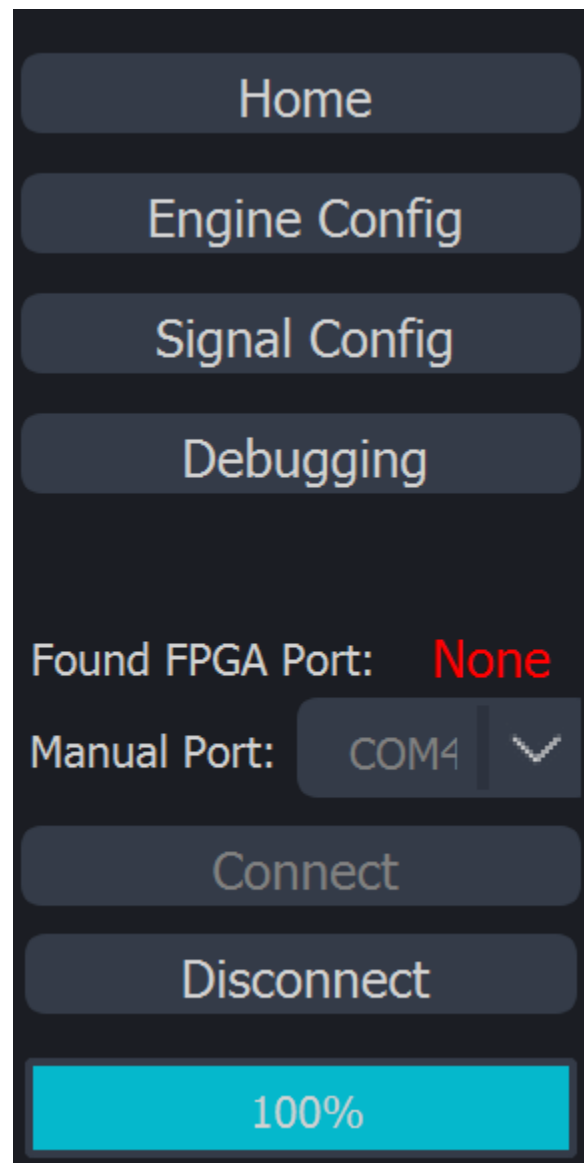 Home
Engine Config
Signal Config
Debugging
Found FPGA Port: None
Manual Port: COM4
Connect
Disconnect
100%